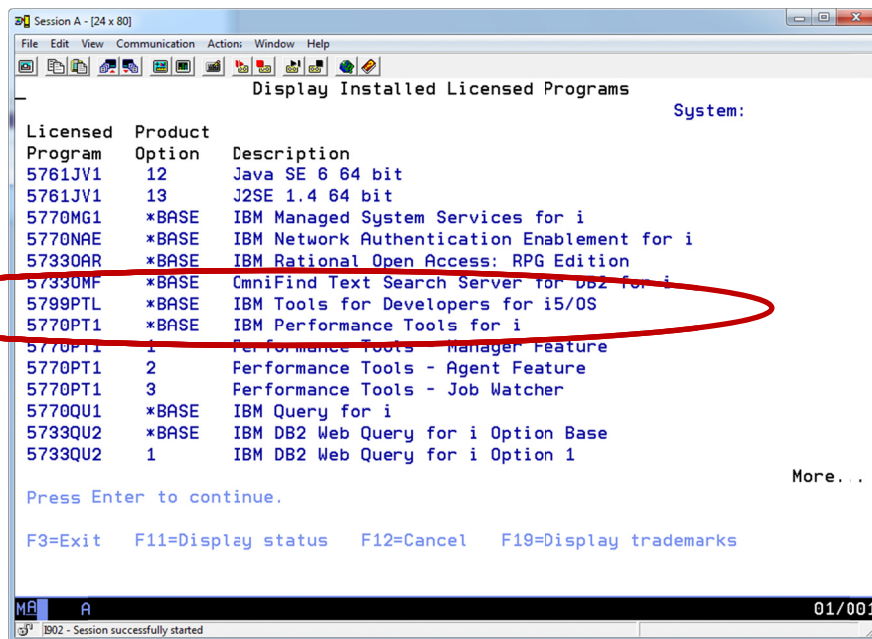 Session A - [24 x 80]
File Edit View Communication Actions Window Help
Display Installed Licensed Programs
System:
Licensed Product
Program Option Description
5761JV1 12 Java SE 6 64 bit
5761JV1 13 J2SE 1.4 64 bit
5770MG1 *BASE IBM Managed System Services for i
5770NAE *BASE IBM Network Authentication Enablement for i
5733OAR *BASE IBM Rational Open Access: RPG Edition
5733OMF *BASE OmniFind Text Search Server for DB2 for i
5799PTL *BASE IBM Tools for Developers for i5/OS
5770PT1 *BASE IBM Performance Tools for i
5770PT1 1 Performance Tools - Manager Feature
5770PT1 2 Performance Tools - Agent Feature
5770PT1 3 Performance Tools - Job Watcher
5770QU1 *BASE IBM Query for i
5733QU2 *BASE IBM DB2 Web Query for i Option Base
5733QU2 1 IBM DB2 Web Query for i Option 1
More...
Press Enter to continue.
F3=Exit F11=Display status F12=Cancel F19=Display trademarks
MA A 01/001
I902 - Session successfully started